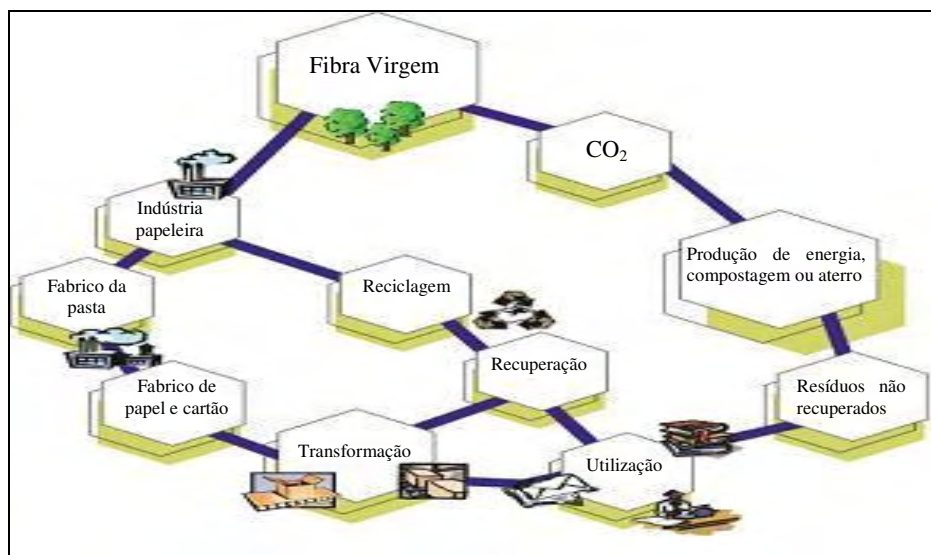 Fibra Virgem
CO₂
Indústria
papeleira
Produção de energia,
compostagem ou aterro
Fabrico da
pasta
Reciclagem
Recuperação
Fabrico de
papel e cartão
Resíduos não
recuperados
Transformação
Utilização